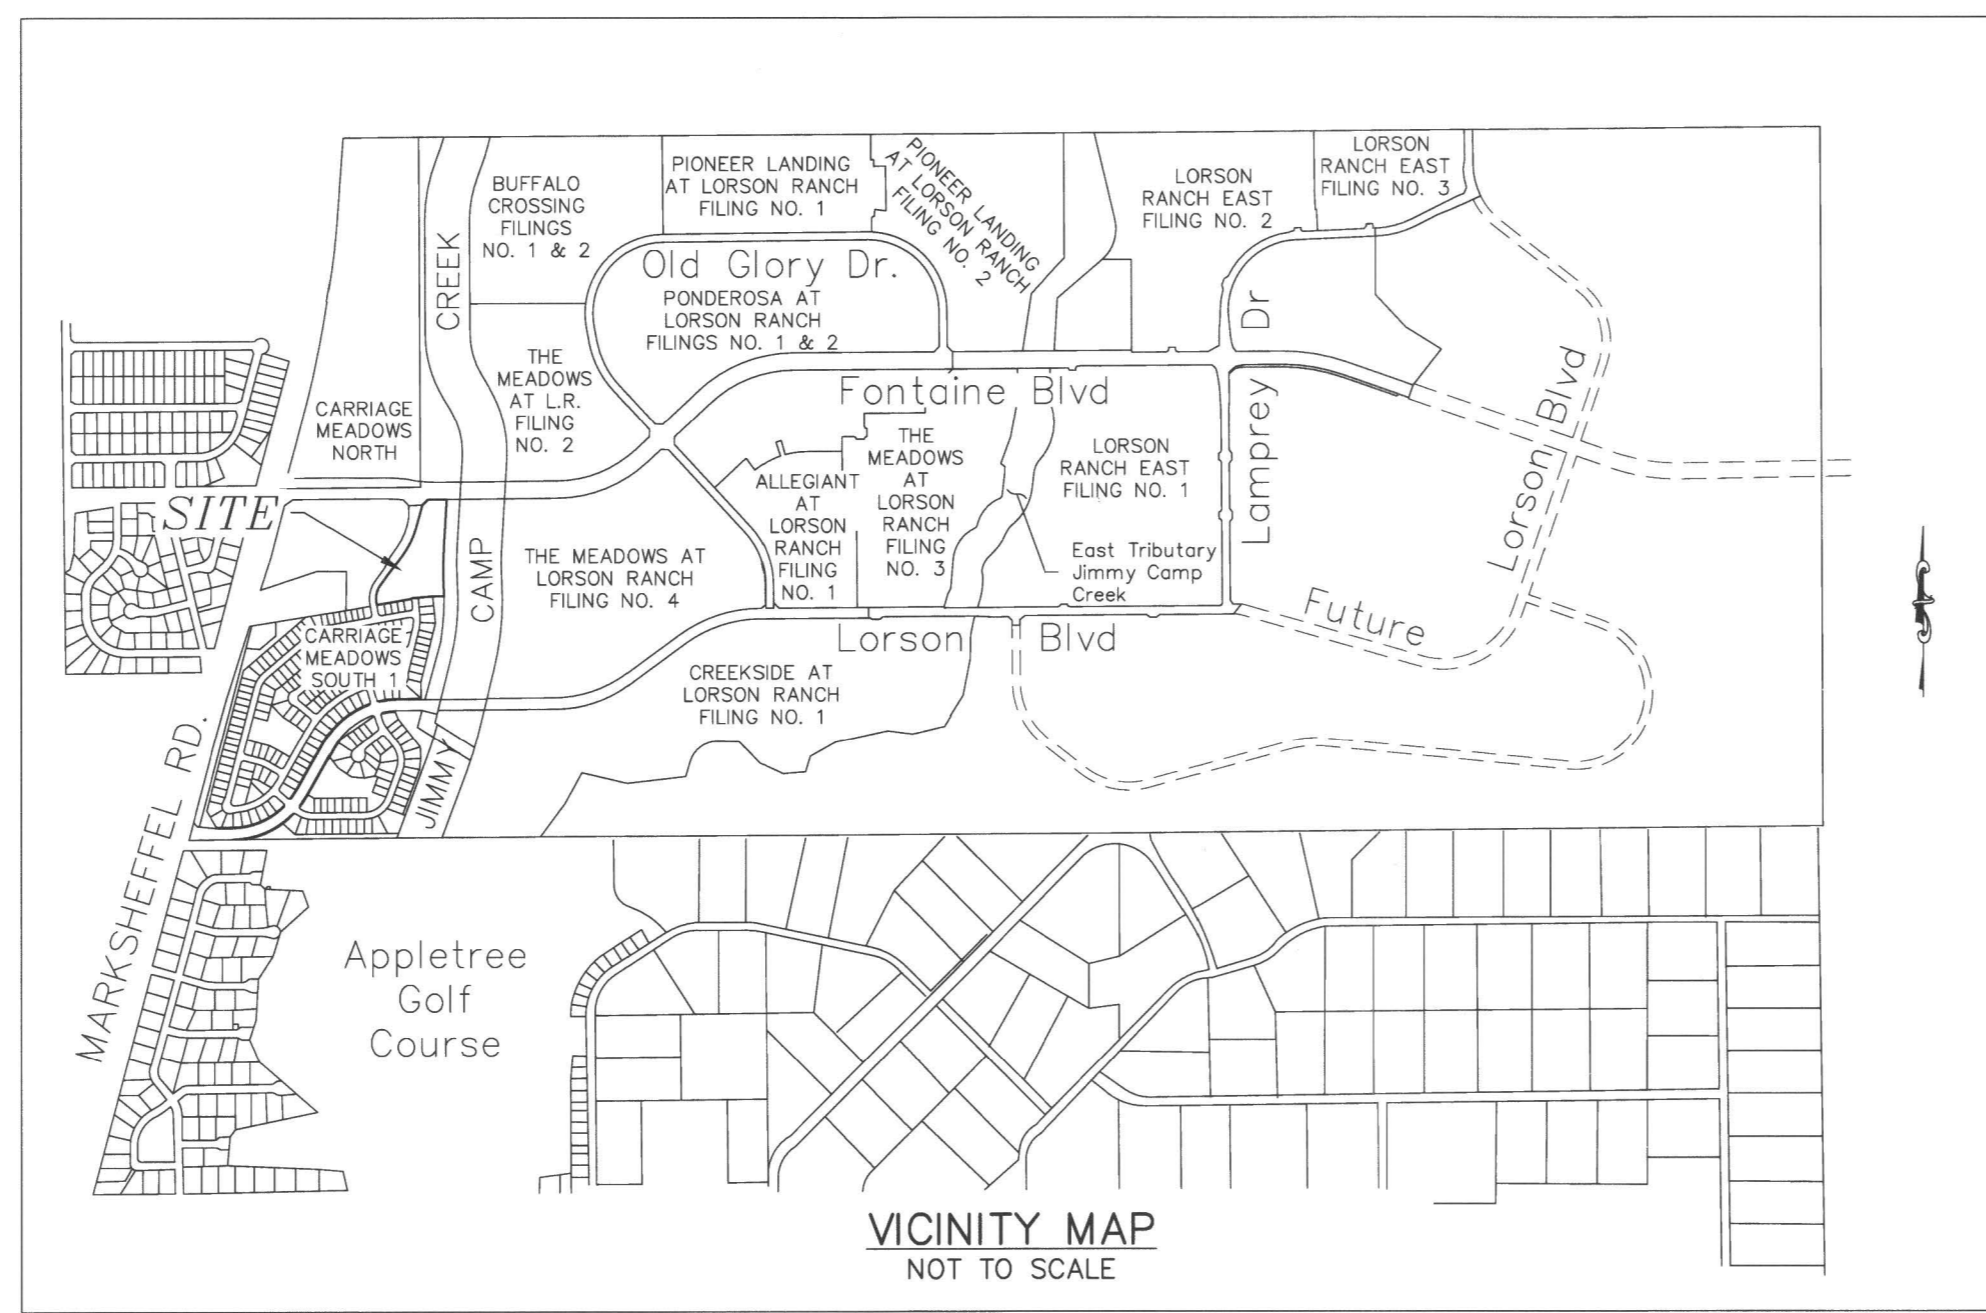 BUFFALO
CROSSING
FILINGS
NO. 1 & 2
PIONEER LANDING
AT LORSON RANCH
FILING NO. 1
PIONEER LANDING
AT LORSON RANCH
FILING NO. 2
LORSON
RANCH EAST
FILING NO. 2
LORSON
RANCH EAST
FILING NO. 3
CREEK
Old Glory Dr.
PONDEROSA AT
LORSON RANCH
FILINGS NO. 1 & 2
Dr
THE
MEADOWS
AT L.R.
FILING
NO. 2
CARRIAGE
MEADOWS
NORTH
Fontaine Blvd
Lamprey
Lorson Blvd
THE
MEADOWS
AT
LORSON
RANCH
FILING
NO. 3
LORSON
RANCH EAST
FILING NO. 1
ALLEGIANT
AT
LORSON
RANCH
FILING
NO. 1
SITE
CAMP
THE MEADOWS AT
LORSON RANCH
FILING NO. 4
East Tributary
Jimmy Camp
Creek
Future
CARRIAGE
MEADOWS
SOUTH 1
Lorson Blvd
CREEKSIDE AT
LORSON RANCH
FILING NO. 1
JIMMY
MARKSHEFFEL RD.
Appletree
Golf
Course
VICINITY MAP
NOT TO SCALE